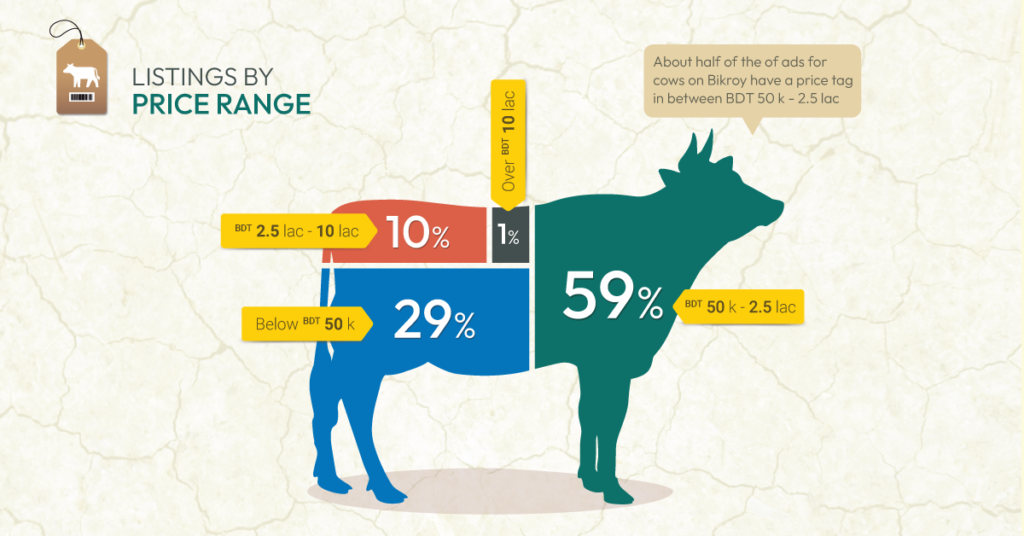 LISTINGS BY
PRICE RANGE
About half of the of ads for
cows on Bikroy have a price tag
in between BDT 50 k - 2.5 lac
Over BDT 10 lac
BDT 2.5 lac - 10 lac
10%
1%
59%
BDT 50 k - 2.5 lac
Below BDT 50 k
29%